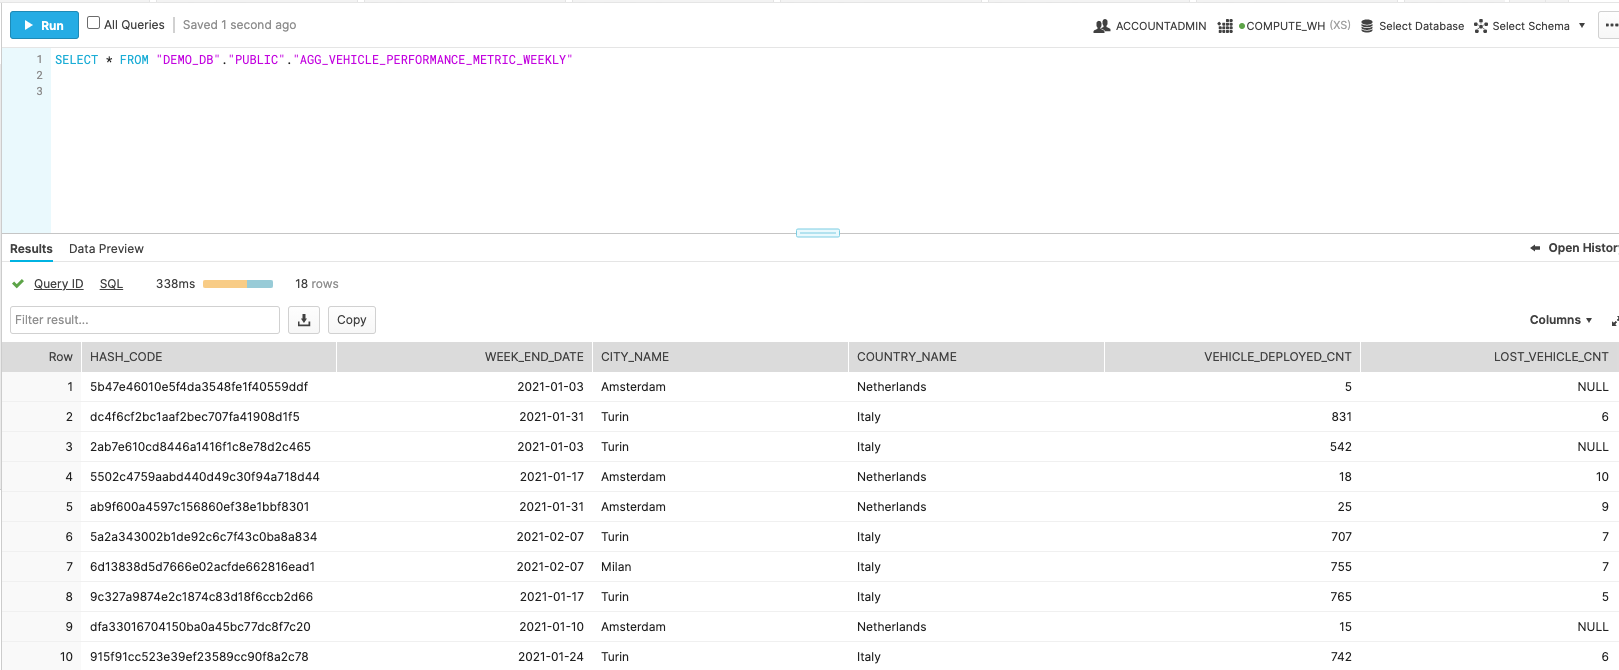 Run All Queries Saved 1 second ago ACCOUNTADMIN COMPUTE_WH (XS) Select Database Select Schema
1 SELECT * FROM "DEMO_DB"."PUBLIC"."AGG_VEHICLE_PERFORMANCE_METRIC_WEEKLY"
2
3
Results Data Preview Open Histor
Query ID SQL 338ms 18 rows
Filter result... Copy Columns
Row HASH_CODE WEEK_END_DATE CITY_NAME COUNTRY_NAME VEHICLE_DEPLOYED_CNT LOST_VEHICLE_CNT
1 5b47e46010e5f4da3548fe1f40559ddf 2021-01-03 Amsterdam Netherlands 5 NULL
2 dc4f6cf2bc1aaf2bec707fa41908d1f5 2021-01-31 Turin Italy 831 6
3 2ab7e610cd8446a1416f1c8e78d2c465 2021-01-03 Turin Italy 542 NULL
4 5502c4759aabd440d49c30f94a718d44 2021-01-17 Amsterdam Netherlands 18 10
5 ab9f600a4597c156860ef38e1bbf8301 2021-01-31 Amsterdam Netherlands 25 9
6 5a2a343002b1de92c6c7f43c0ba8a834 2021-02-07 Turin Italy 707 7
7 6d13838d5d7666e02acfde662816ead1 2021-02-07 Milan Italy 755 7
8 9c327a9874e2c1874c83d18f6ccb2d66 2021-01-17 Turin Italy 765 5
9 dfa33016704150ba0a45bc77dc8f7c20 2021-01-10 Amsterdam Netherlands 15 NULL
10 915f91cc523e39ef23589cc90f8a2c78 2021-01-24 Turin Italy 742 6